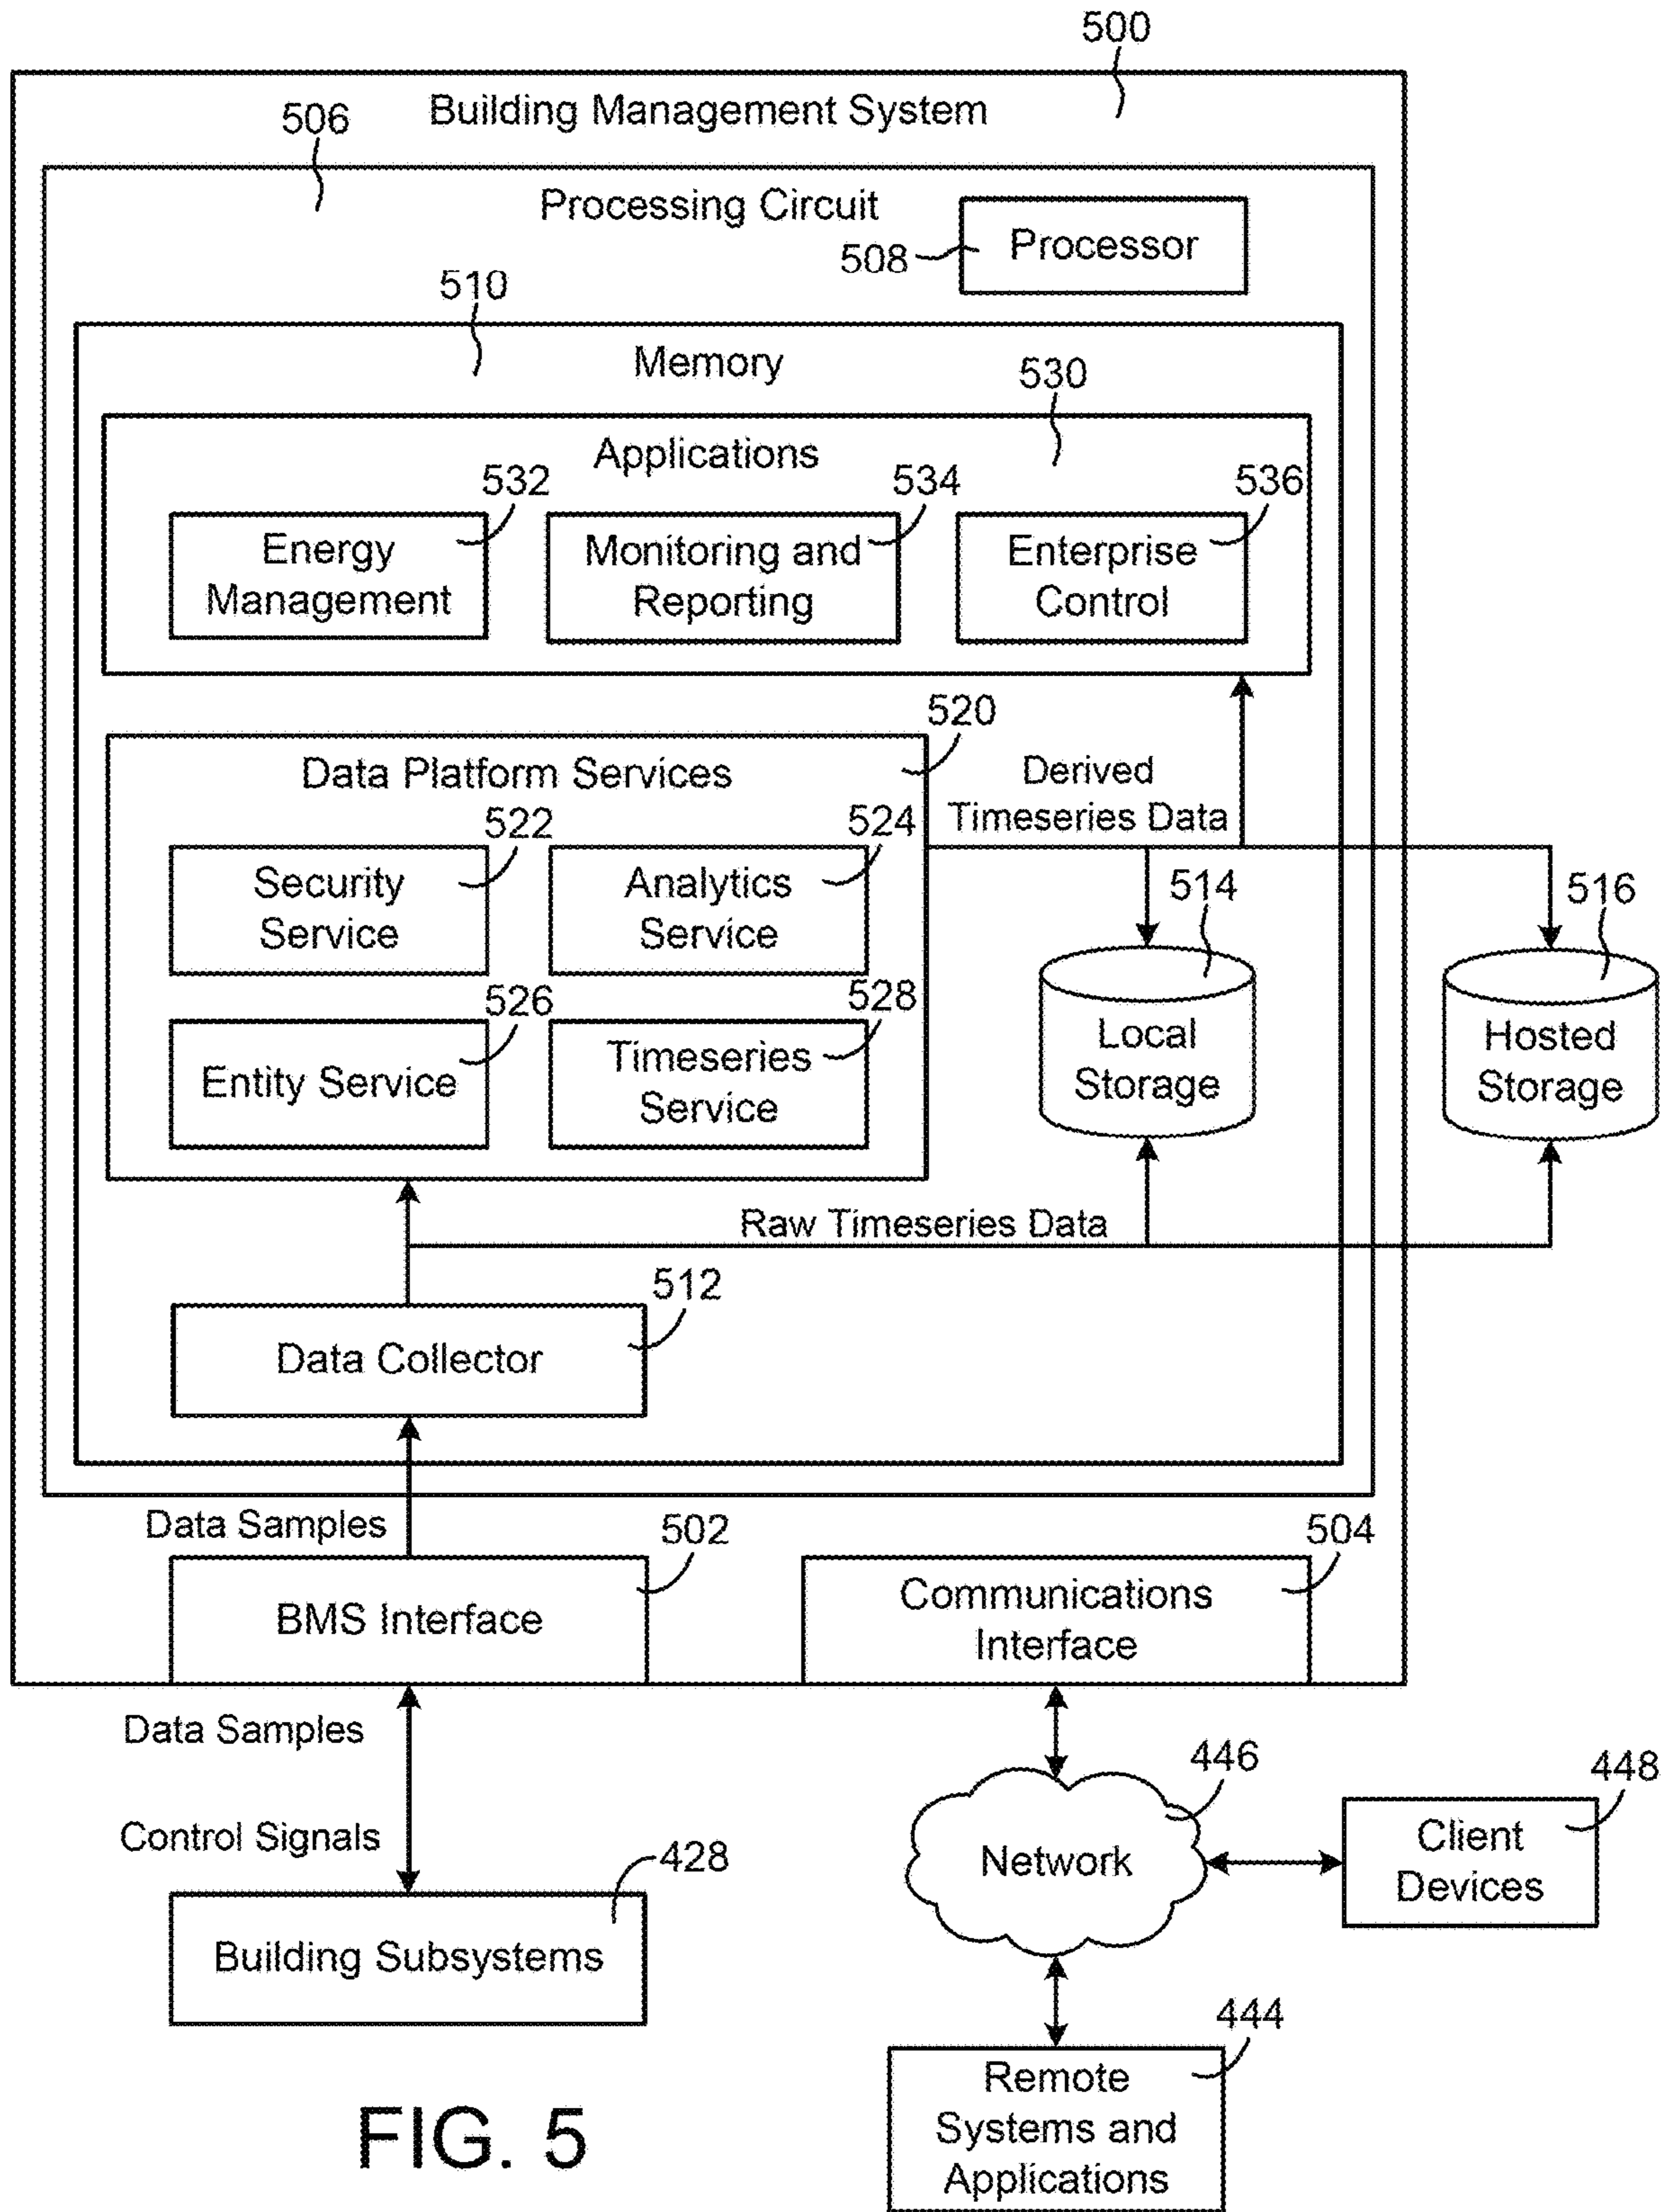 500
Building Management System
506
Processing Circuit
Processor
508
510
Memory
530
Applications
532
534
536
Energy
Management
Monitoring and
Reporting
Enterprise
Control
520
Data Platform Services
Derived
Timeseries Data
522
524
Security
Service
Analytics
Service
514
516
526
528
Entity Service
Timeseries
Service
Local
Storage
Hosted
Storage
Raw Timeseries Data
512
Data Collector
Data Samples
502
504
BMS Interface
Communications
Interface
Data Samples
446
448
Control Signals
Network
Client
Devices
428
Building Subsystems
444
Remote
Systems and
Applications
FIG. 5